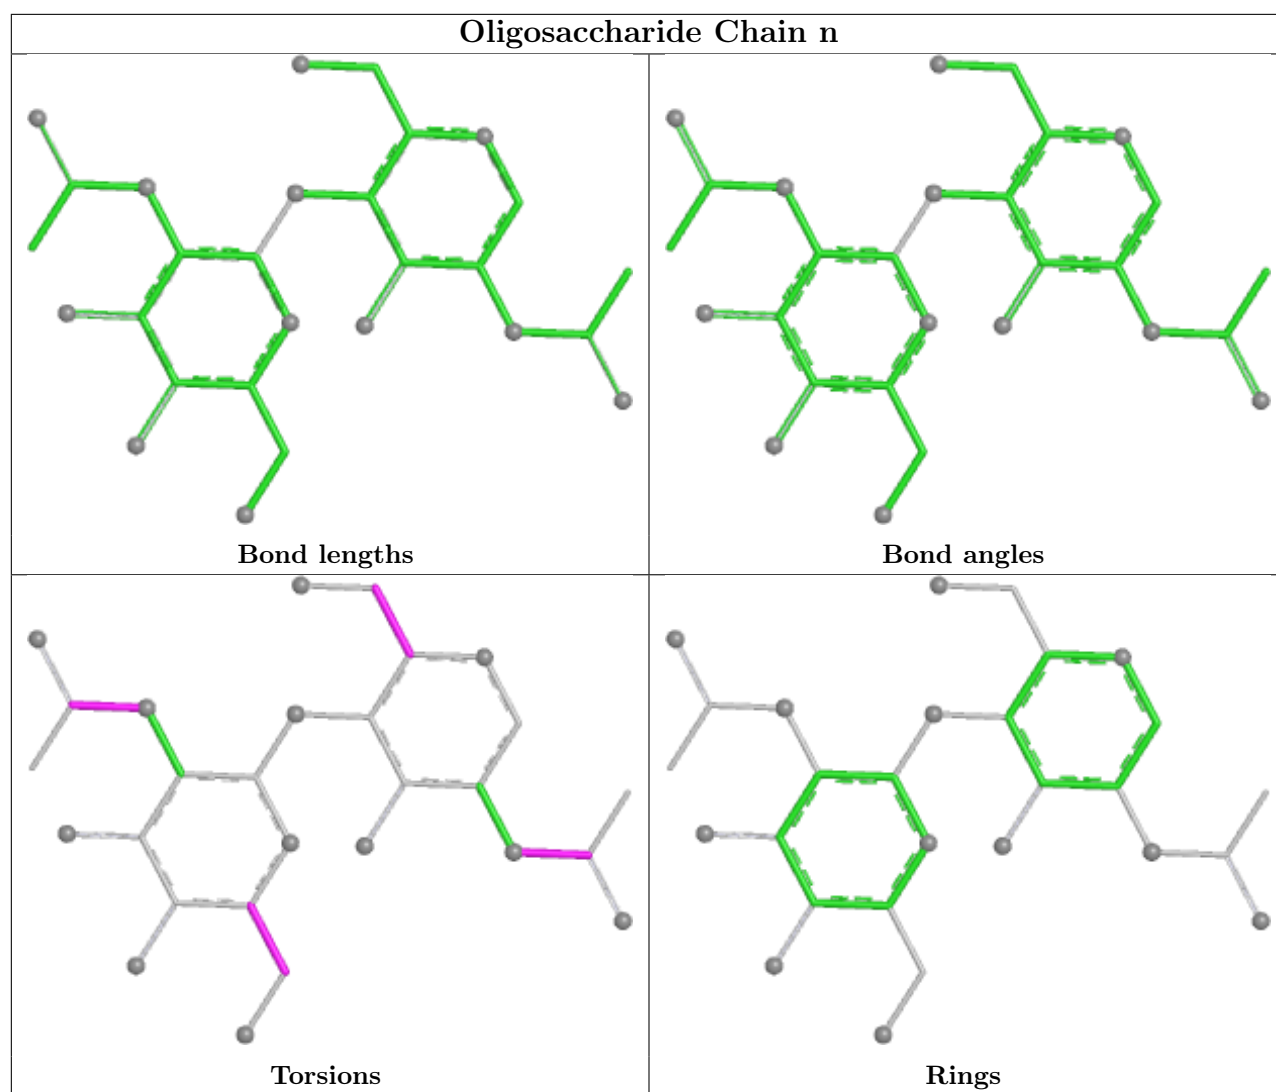 Oligosaccharide Chain n
Bond lengths
Bond angles
Torsions
Rings